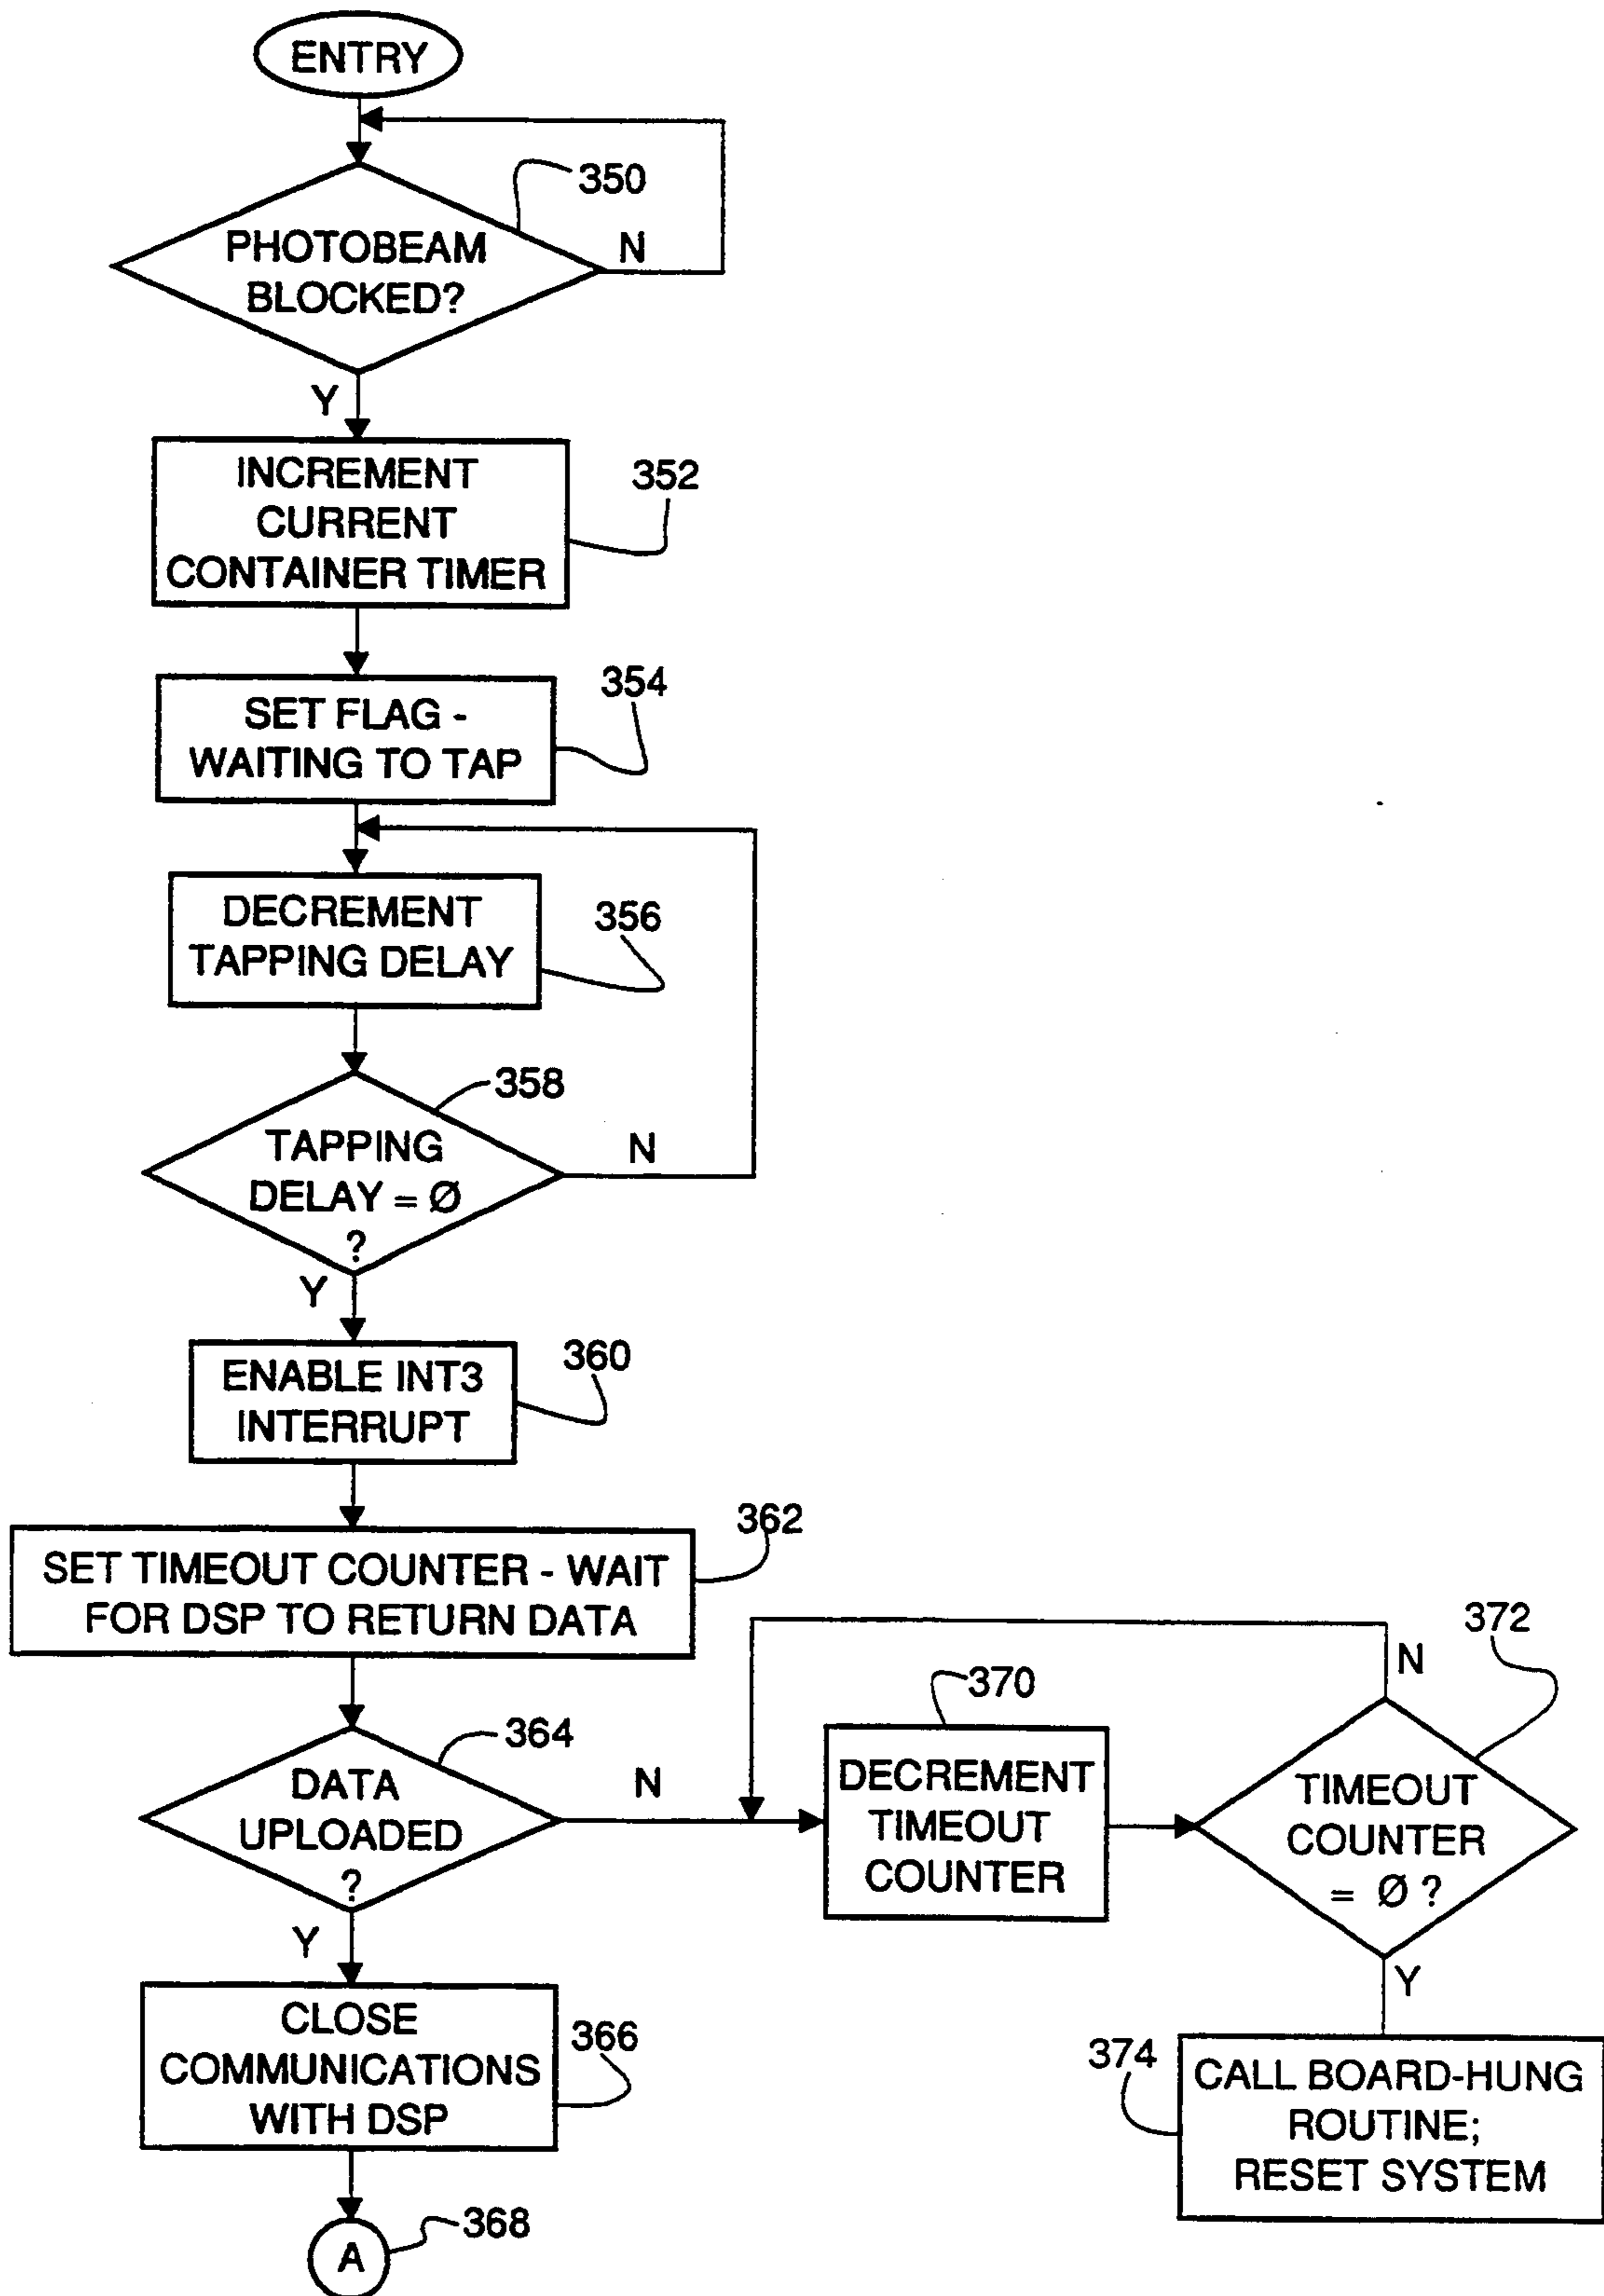 ENTRY
350
PHOTOBEAM
BLOCKED?
N
Y
INCREMENT
CURRENT
CONTAINER TIMER
352
SET FLAG -
WAITING TO TAP
354
DECREMENT
TAPPING DELAY
356
358
TAPPING
DELAY = Ø
?
N
Y
ENABLE INT3
INTERRUPT
360
SET TIMEOUT COUNTER - WAIT
FOR DSP TO RETURN DATA
362
364
DATA
UPLOADED
?
N
Y
370
DECREMENT
TIMEOUT
COUNTER
372
N
TIMEOUT
COUNTER
= Ø ?
Y
CLOSE
COMMUNICATIONS
WITH DSP
366
374
CALL BOARD-HUNG
ROUTINE;
RESET SYSTEM
A
368